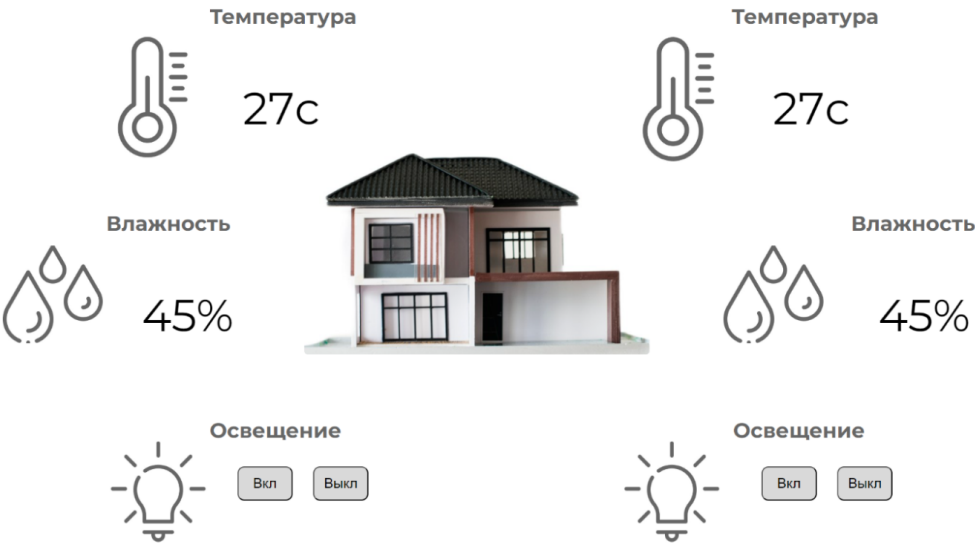 Температура
Температура
27c
27c
Влажность
Влажность
45%
45%
Освещение
Освещение
Вкл
Выкл
Вкл
Выкл